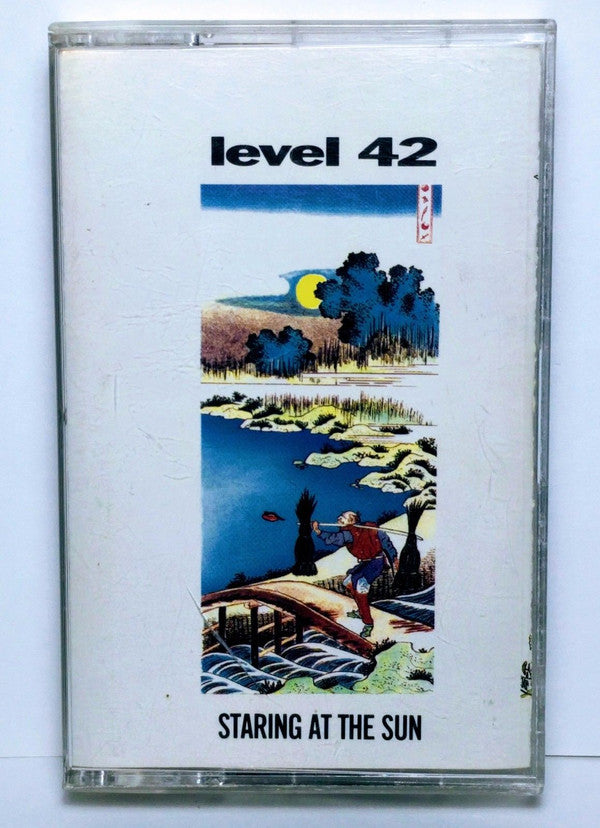 level 42
STARING AT THE SUN